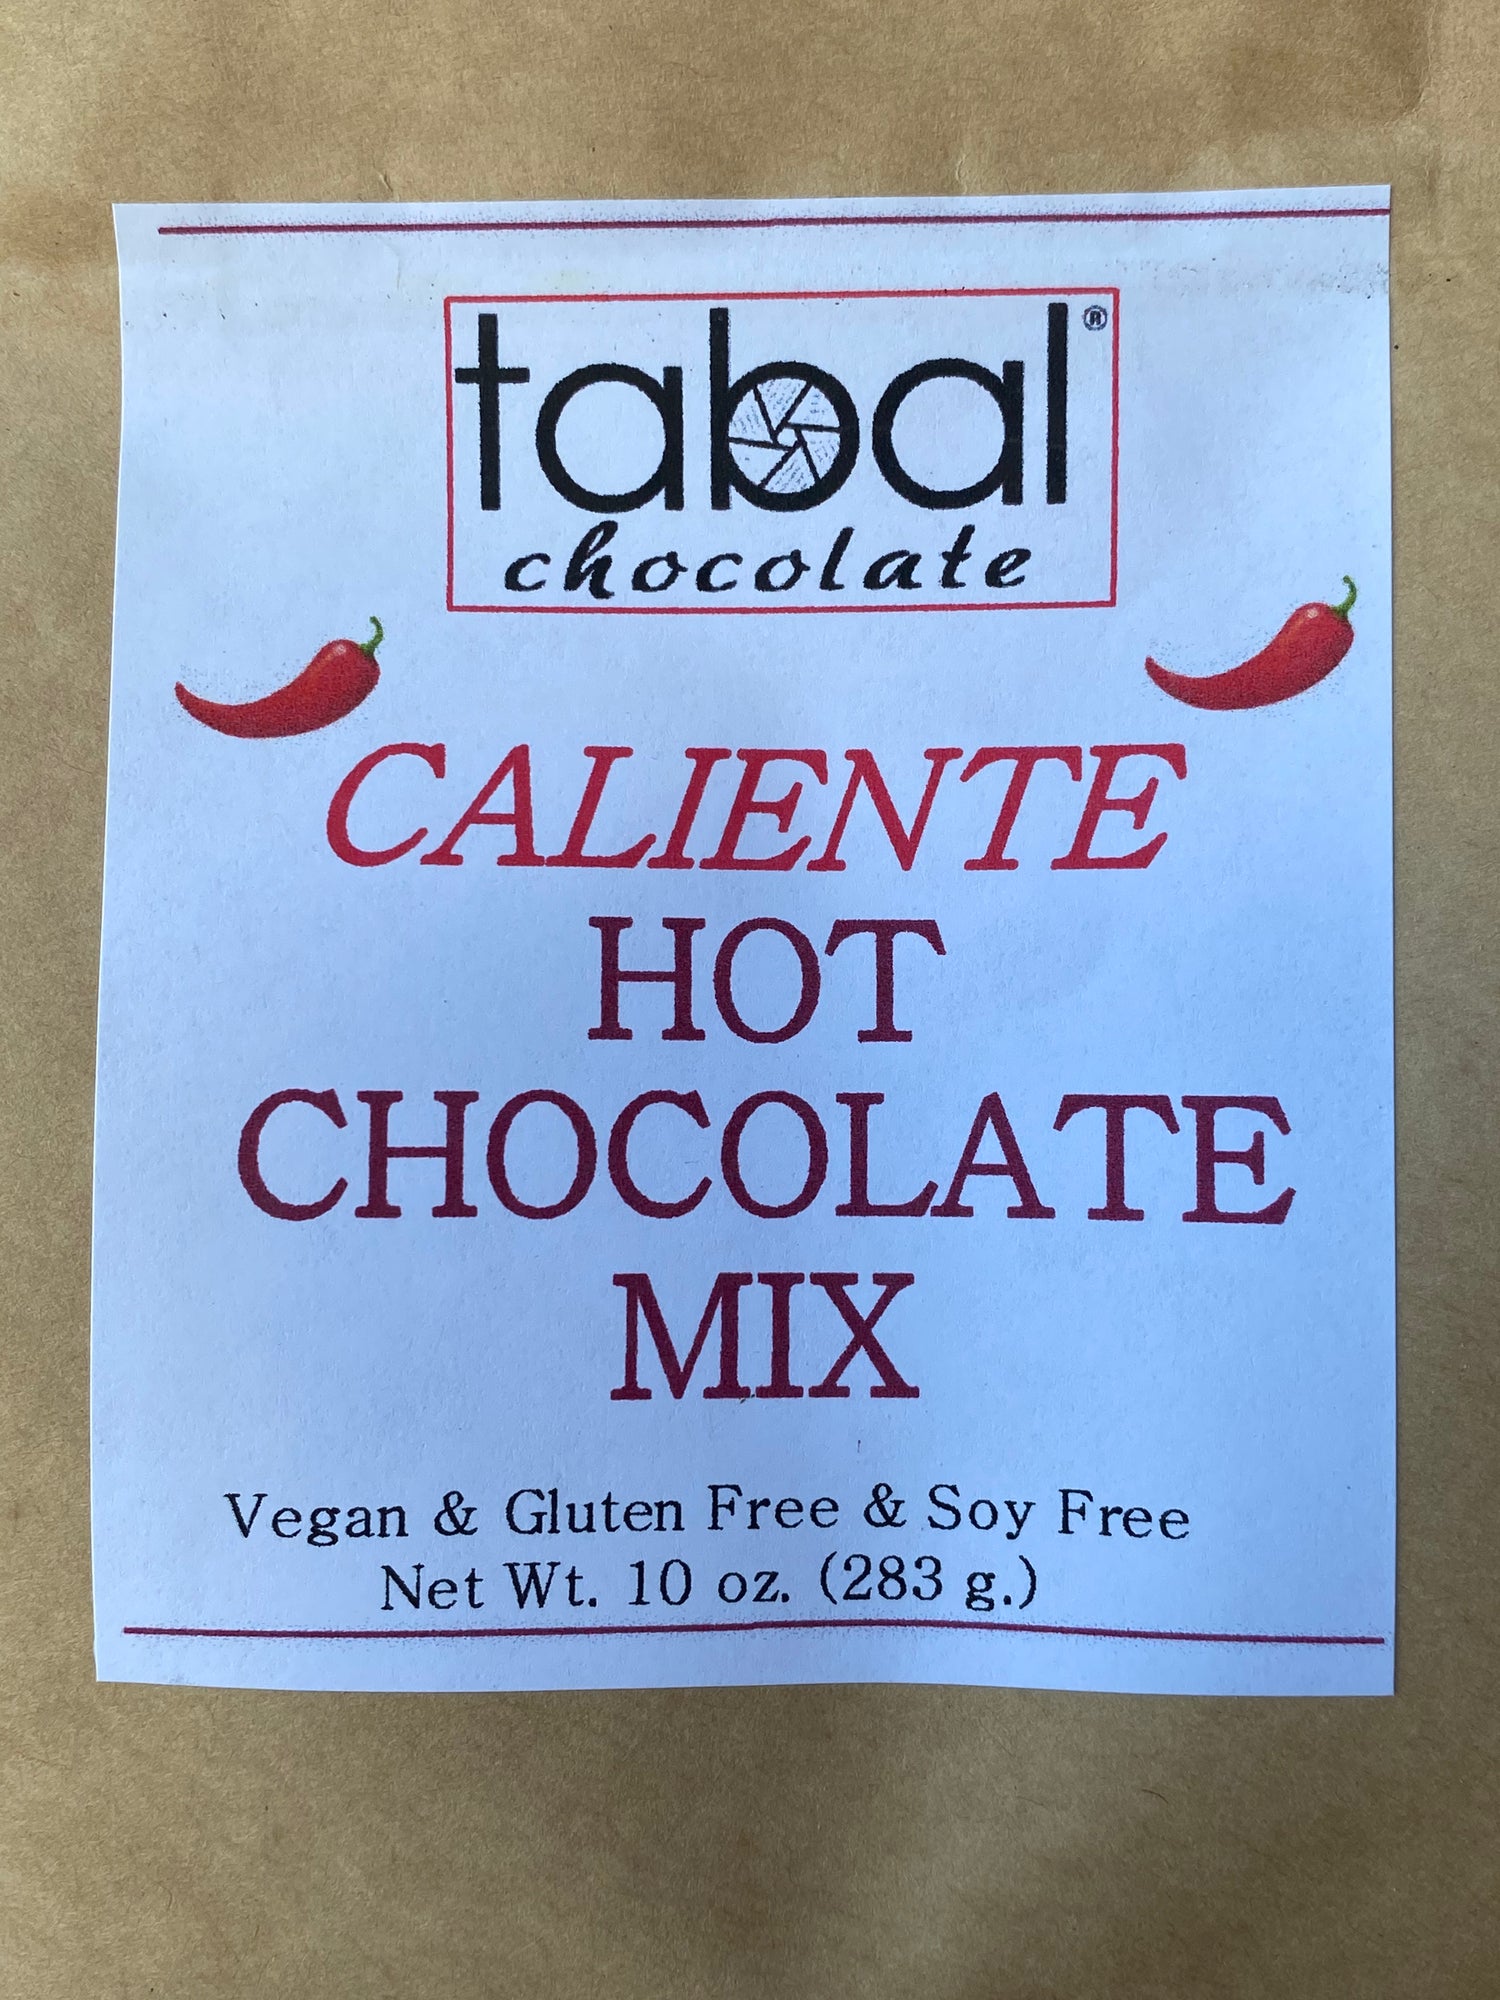 tabal®
chocolate
CALIENTE
HOT
CHOCOLATE
MIX
Vegan & Gluten Free & Soy Free
Net Wt. 10 oz. (283 g.)